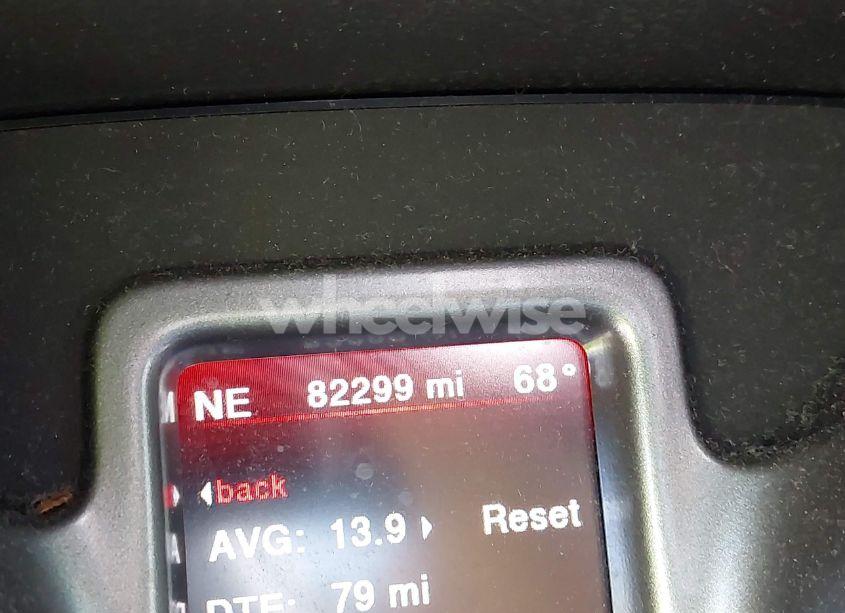 wheelwise
NE 82299 mi 68°
back
AVG: 13.9 Reset
DTE: 79 mi